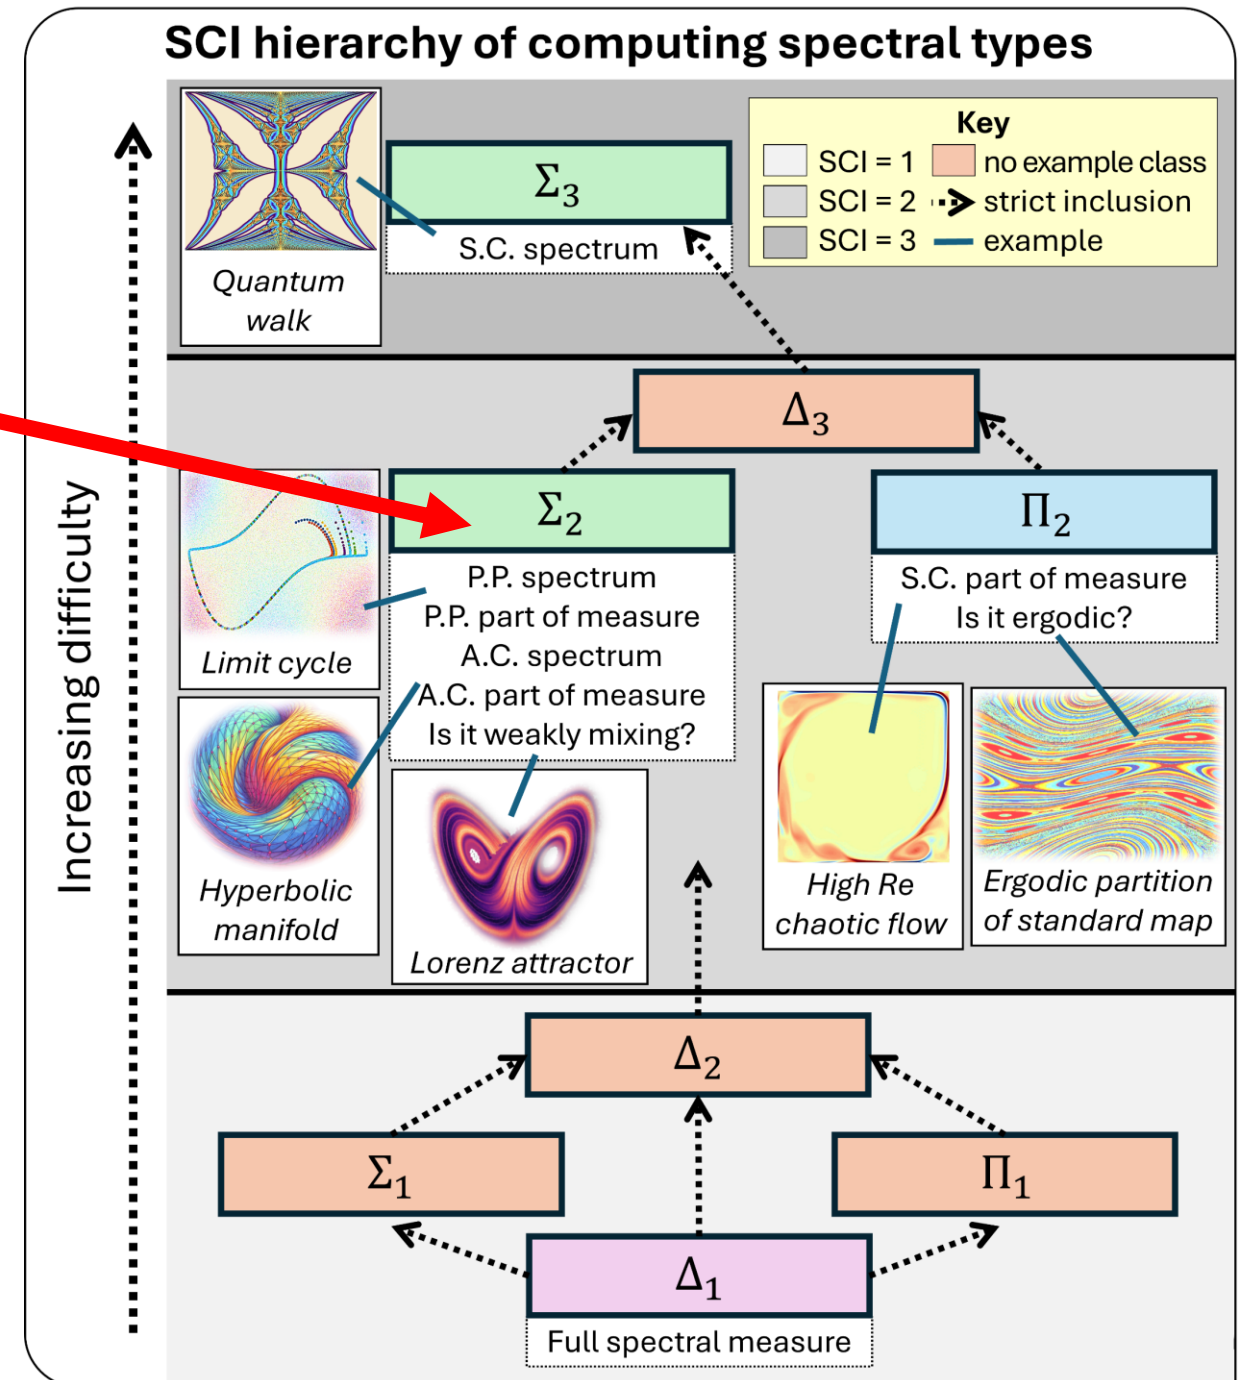 SCI hierarchy of computing spectral types
Increasing difficulty
Quantum
walk
Σ₃
S.C. spectrum
Key
SCI = 1
no example class
SCI = 2
strict inclusion
SCI = 3
example
Δ₃
Σ₂
P.P. spectrum
P.P. part of measure
A.C. spectrum
A.C. part of measure
Is it weakly mixing?
Π₂
S.C. part of measure
Is it ergodic?
Limit cycle
Hyperbolic
manifold
Lorenz attractor
High Re
chaotic flow
Ergodic partition
of standard map
Δ₂
Σ₁
Π₁
Δ₁
Full spectral measure